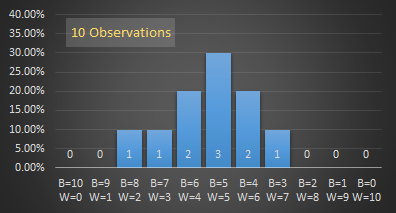 40.00%
10 Observations
35.00%
30.00%
25.00%
20.00%
15.00%
10.00%
5.00%
0 0 1 1 2 3 2 1 0 0 0
0.00%
B=10 B=9 B=8 B=7 B=6 B=5 B=4 B=3 B=2 B=1 B=0
W=0 W=1 W=2 W=3 W=4 W=5 W=6 W=7 W=8 W=9 W=10